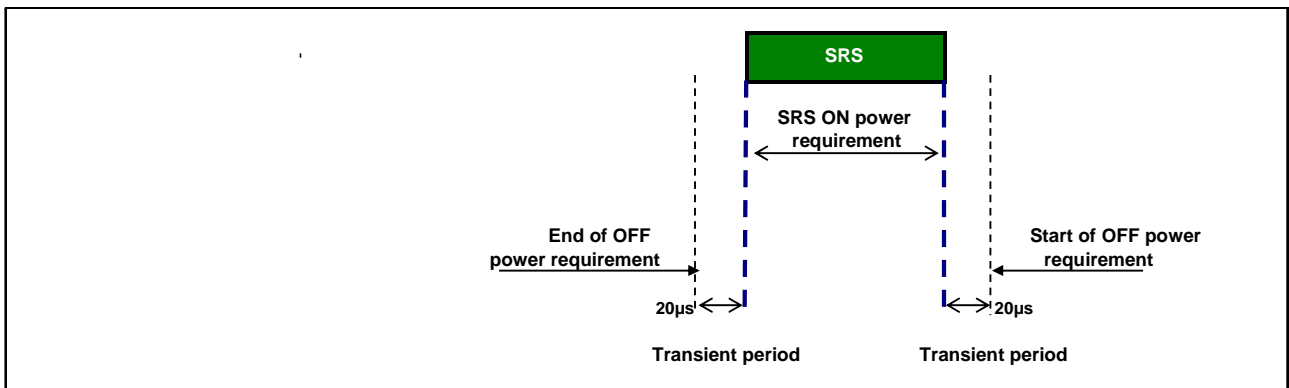 SRS
SRS ON power
requirement
End of OFF
power requirement
Start of OFF power
requirement
20µs
20µs
Transient period
Transient period